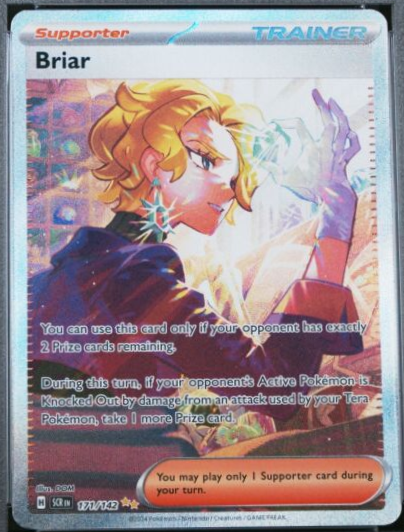 Supporter TRAINER
Briar
You can use this card only if your opponent has exactly
2 Prize cards remaining.
During this turn, if your opponent's Active Pokémon is
Knocked Out by damage from an attack used by your Tera
Pokémon, take 1 more Prize card.
You may play only 1 Supporter card during
your turn.
Illus. DOM
H SCR EN 171/142
©2024 Pokémon / Nintendo / Creatures / GAME FREAK